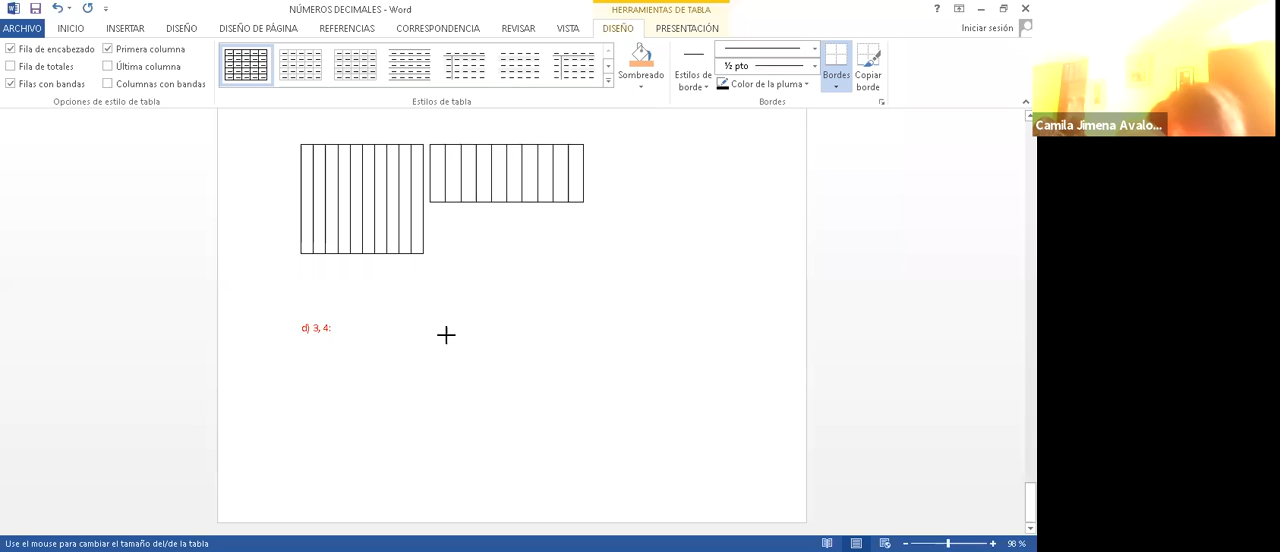 NÚMEROS DECIMALES - Word
HERRAMIENTAS DE TABLA
ARCHIVO INICIO INSERTAR DISEÑO DISEÑO DE PÁGINA REFERENCIAS CORRESPONDENCIA REVISAR VISTA DISEÑO PRESENTACIÓN Iniciar sesión
Fila de encabezado Primera columna
Fila de totales Última columna
Filas con bandas Columnas con bandas
Opciones de estilo de tabla
Estilos de tabla
Sombreado
Estilos de borde
½ pto
Color de la pluma
Bordes
Copiar borde
Bordes
Camila Jimena Avalo...
d) 3, 4:
Use el mouse para cambiar el tamaño del/de la tabla
98 %